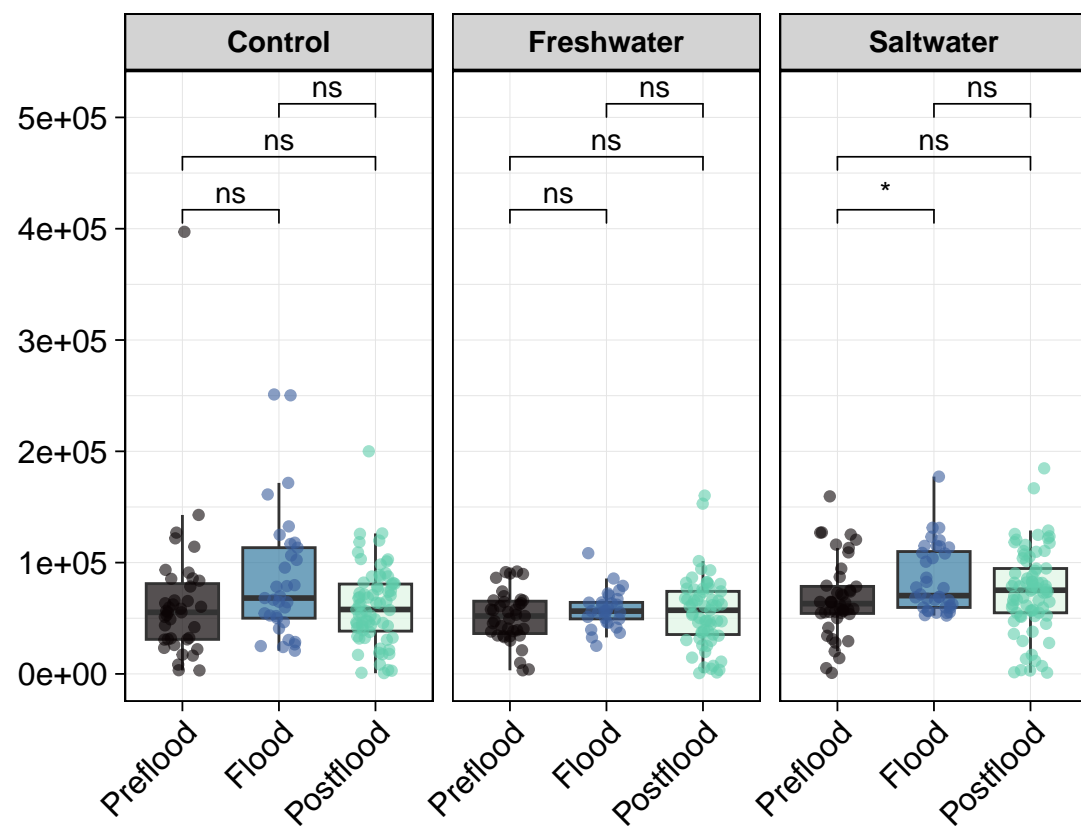 Control Freshwater Saltwater
ns ns ns
5e+05
ns ns ns
ns ns *
4e+05
3e+05
2e+05
1e+05
0e+00
Preflood Flood Postflood Preflood Flood Postflood Preflood Flood Postflood